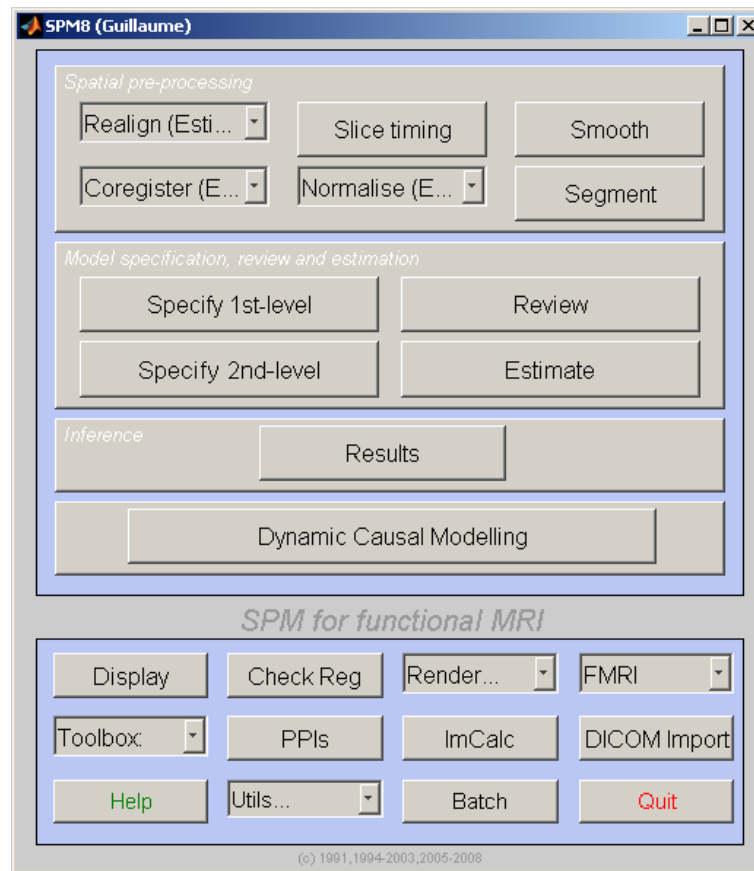 SPM8 (Guillaume)
Spatial pre-processing
Realign (Esti... Slice timing Smooth
Coregister (E... Normalise (E... Segment
Model specification, review and estimation
Specify 1st-level Review
Specify 2nd-level Estimate
Inference
Results
Dynamic Causal Modelling
SPM for functional MRI
Display Check Reg Render... FMRI
Toolbox: PPIs ImCalc DICOM Import
Help Utils... Batch Quit
(c) 1991,1994-2003,2005-2008